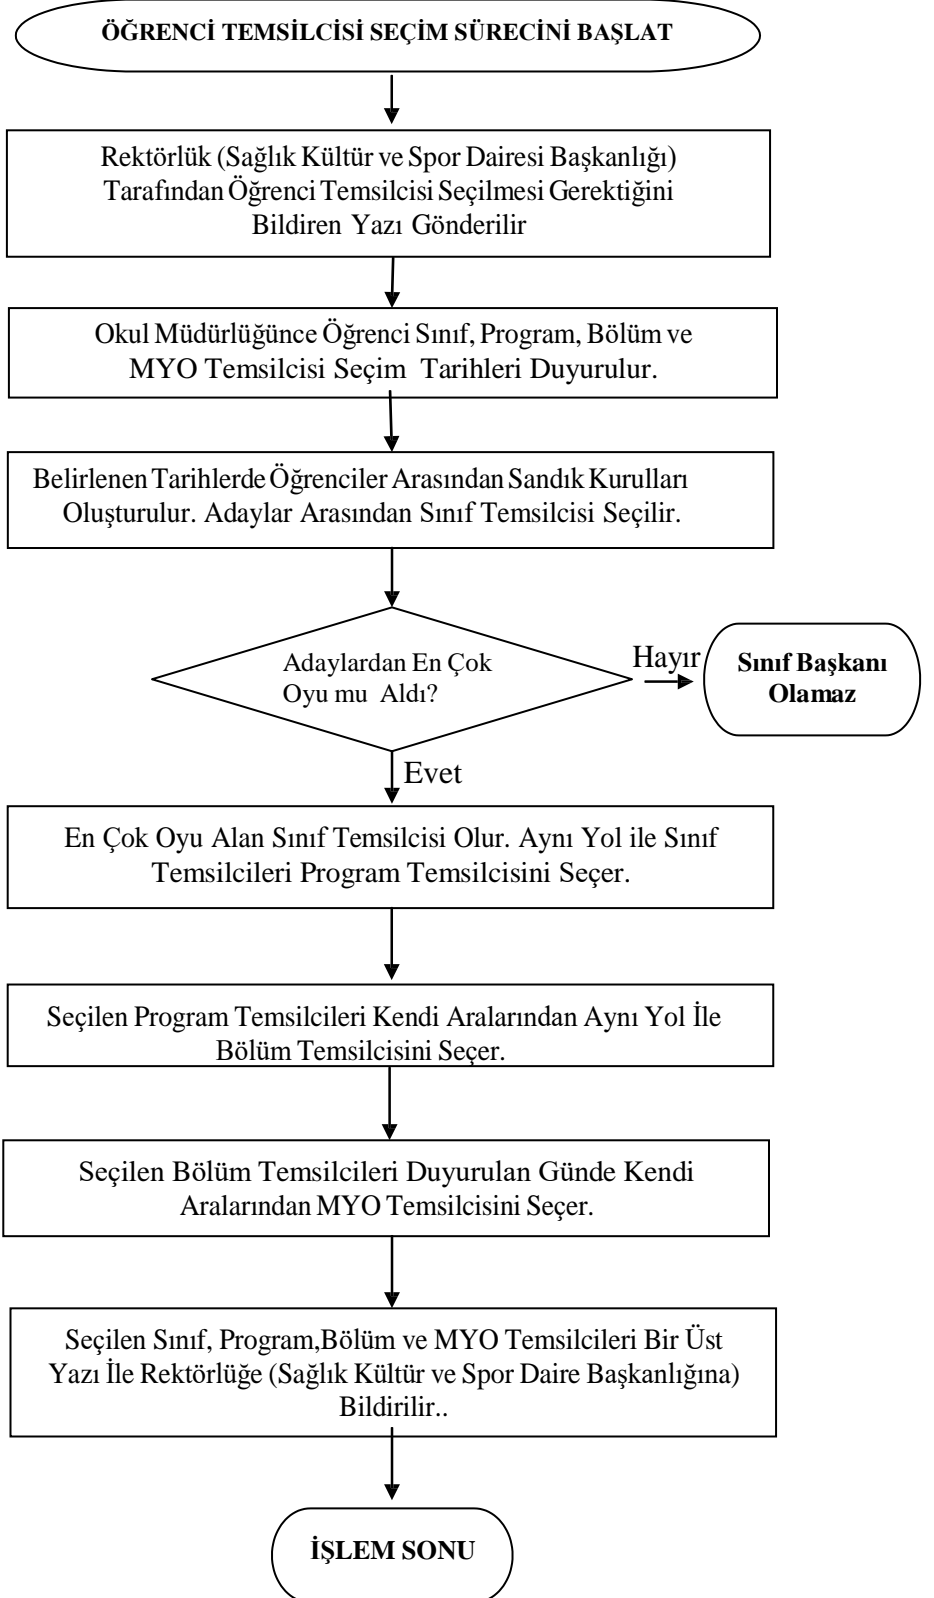 ÖĞRENCİ TEMSİLCİSİ SEÇİM SÜRECİNİ BAŞLAT
Rektörlük (Sağlık Kültür ve Spor Dairesi Başkanlığı)
Tarafından Öğrenci Temsilcisi Seçilmesi Gerektiğini
Bildiren Yazı Gönderilir
Okul Müdürlüğünce Öğrenci Sınıf, Program, Bölüm ve
MYO Temsilcisi Seçim Tarihleri Duyurulur.
Belirlenen Tarihlerde Öğrenciler Arasından Sandık Kurulları
Oluşturulur. Adaylar Arasından Sınıf Temsilcisi Seçilir.
Adaylardan En Çok
Oyu mu Aldı?
Hayır
Sınıf Başkanı
Olamaz
Evet
En Çok Oyu Alan Sınıf Temsilcisi Olur. Aynı Yol ile Sınıf
Temsilcileri Program Temsilcisini Seçer.
Seçilen Program Temsilcileri Kendi Aralarından Aynı Yol İle
Bölüm Temsilcisini Seçer.
Seçilen Bölüm Temsilcileri Duyurulan Günde Kendi
Aralarından MYO Temsilcisini Seçer.
Seçilen Sınıf, Program,Bölüm ve MYO Temsilcileri Bir Üst
Yazı İle Rektörlüğe (Sağlık Kültür ve Spor Daire Başkanlığına)
Bildirilir..
İŞLEM SONU